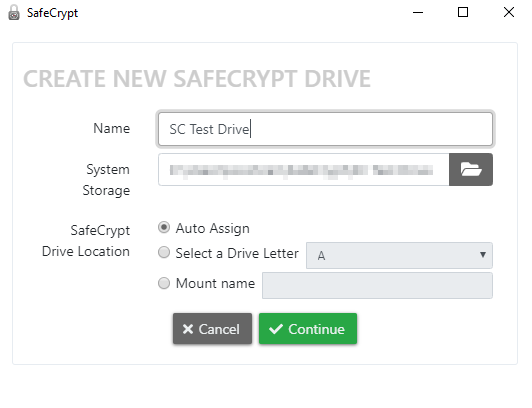 SafeCrypt
CREATE NEW SAFECRYPT DRIVE
Name
SC Test Drive
System
Storage
SafeCrypt
Drive Location
Auto Assign
Select a Drive Letter
A
Mount name
Cancel
Continue